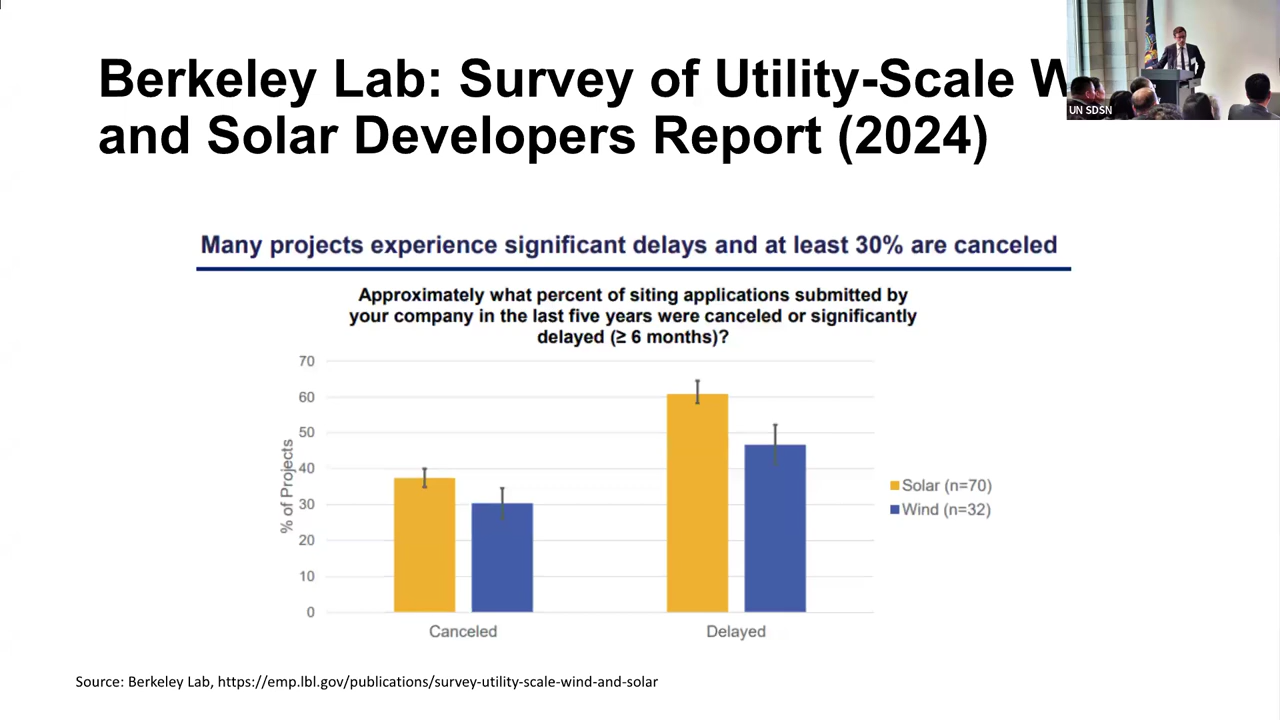 Berkeley Lab: Survey of Utility-Scale
and Solar Developers Report (2024)
UN SDSN
Many projects experience significant delays and at least 30% are canceled
Approximately what percent of siting applications submitted by
your company in the last five years were canceled or significantly
delayed (≥ 6 months)?
% of Projects
70
60
50
40
30
20
10
0
Canceled
Delayed
Solar (n=70)
Wind (n=32)
Source: Berkeley Lab, https://emp.lbl.gov/publications/survey-utility-scale-wind-and-solar